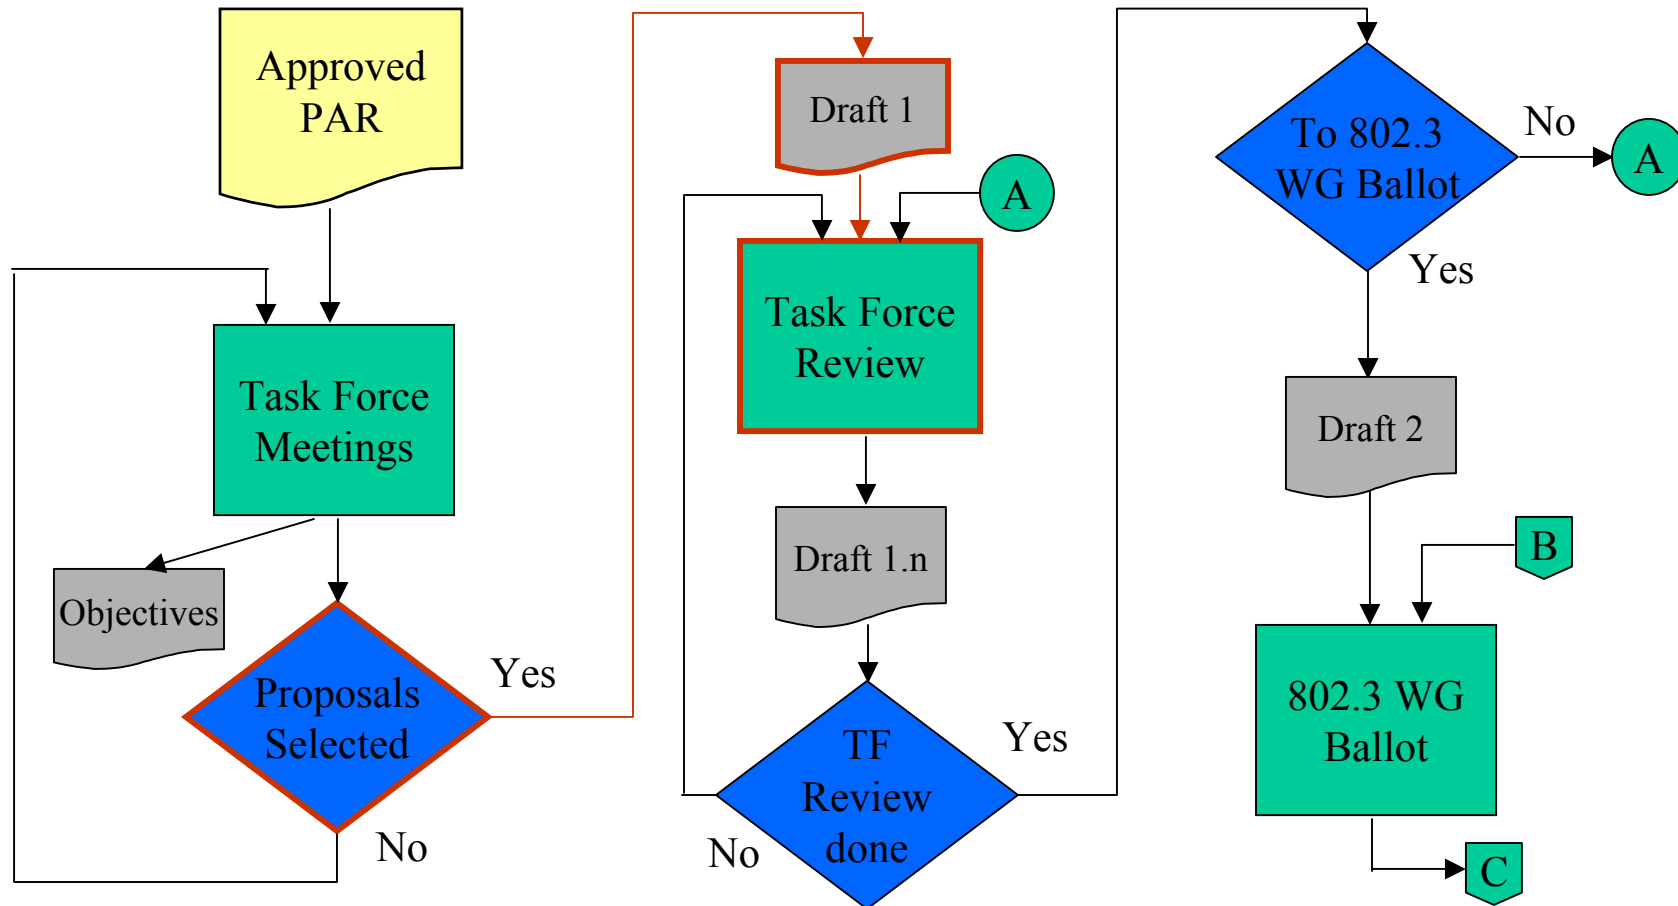 Approved
PAR
Task Force
Meetings
Objectives
Proposals
Selected
Yes
No
Draft 1
A
Task Force
Review
Draft 1.n
TF
Review
done
Yes
No
To 802.3
WG Ballot
No
A
Yes
Draft 2
B
802.3 WG
Ballot
C